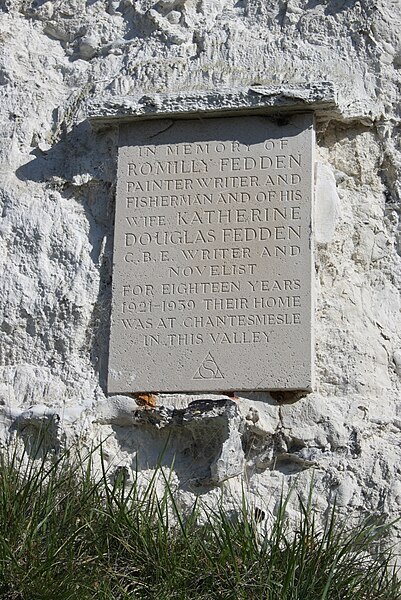 IN MEMORY OF
ROMILLY FEDDEN
PAINTER WRITER AND
FISHERMAN AND OF HIS
WIFE, KATHERINE
DOUGLAS FEDDEN
C.B.E. WRITER AND
NOVELIST
FOR EIGHTEEN YEARS
1921–1939 THEIR HOME
WAS AT CHANTESMESLE
IN THIS VALLEY